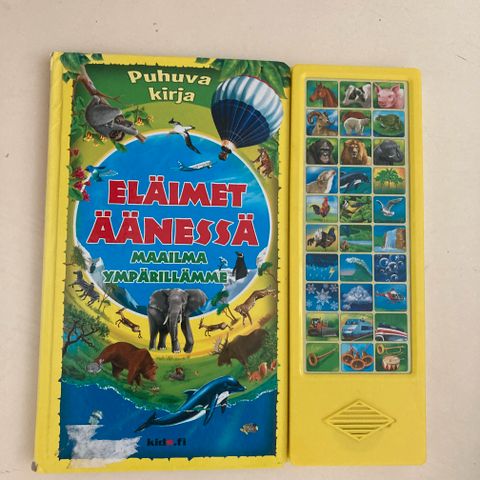 Puhuva
kirja
ELÄIMET
ÄÄNESSÄ
MAAILMA
YMPÄRILLÄMME
kids.fi